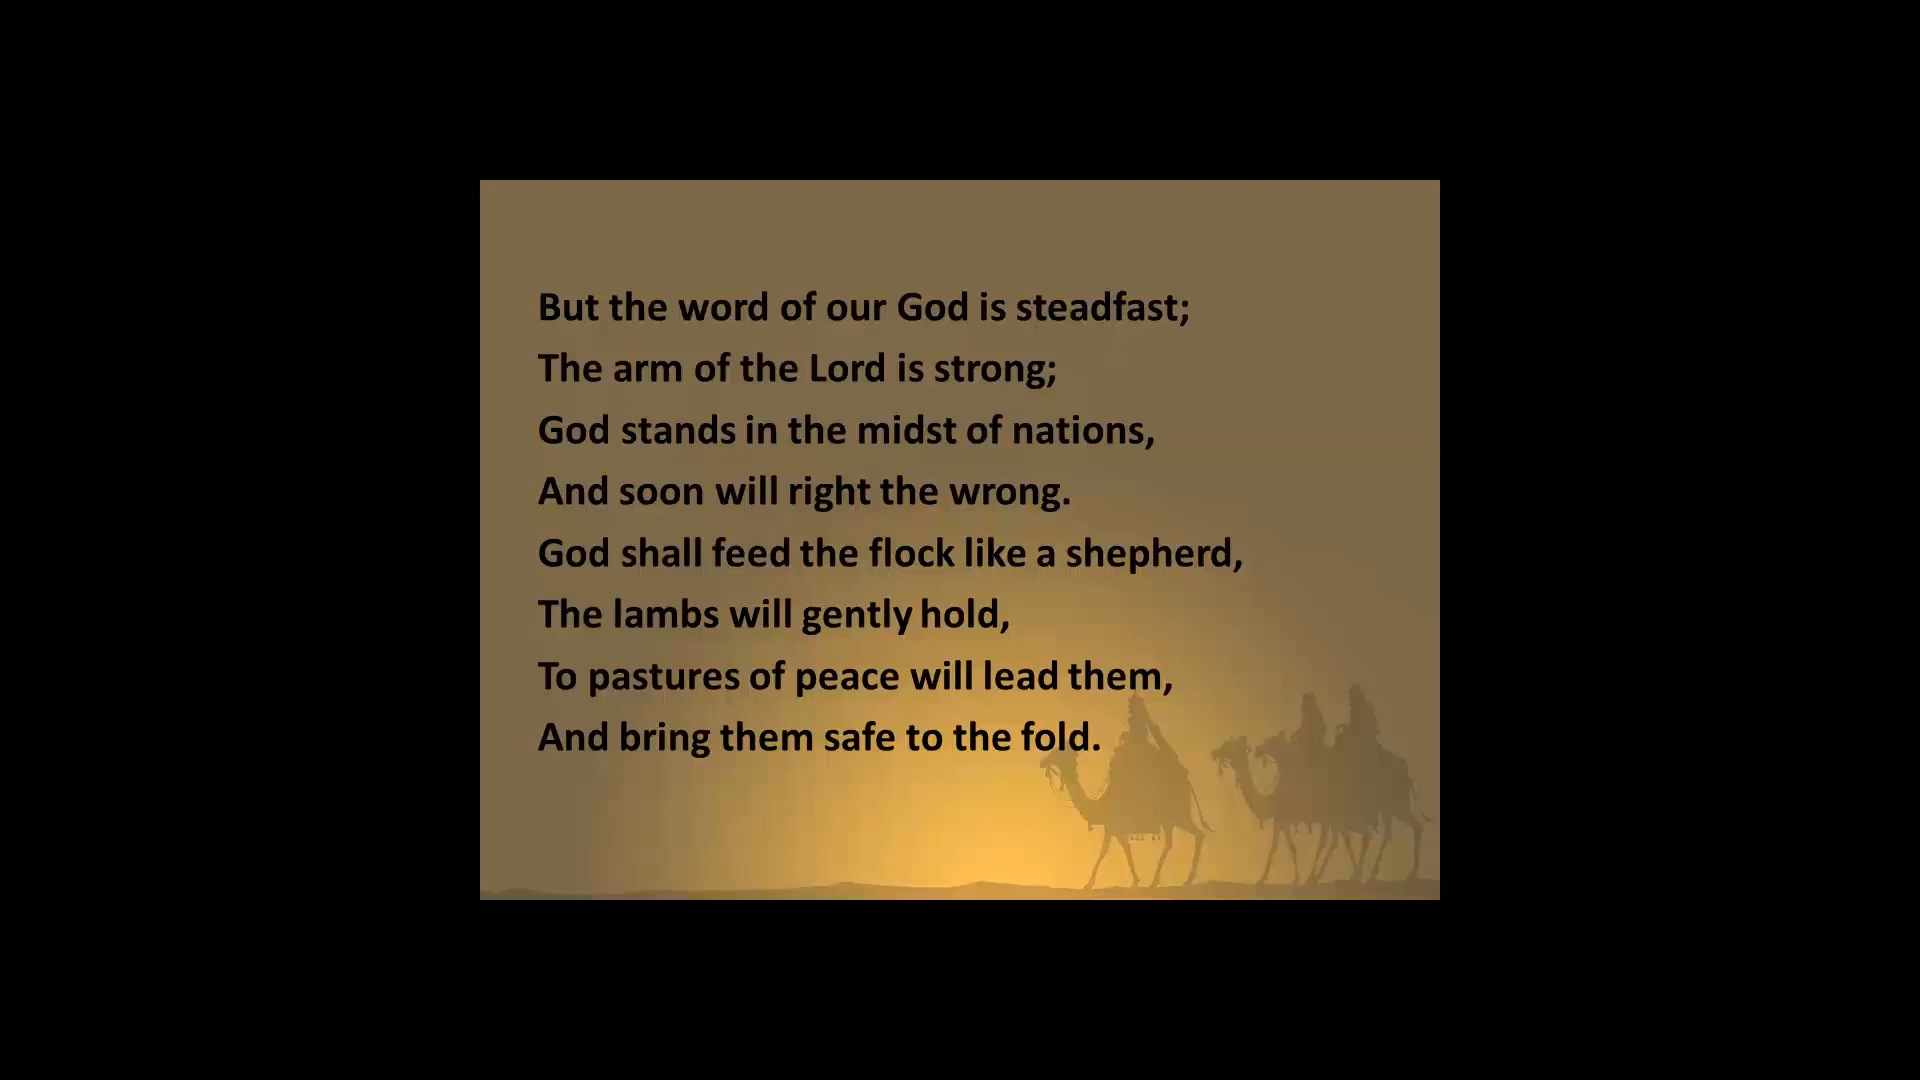 But the word of our God is steadfast;
The arm of the Lord is strong;
God stands in the midst of nations,
And soon will right the wrong.
God shall feed the flock like a shepherd,
The lambs will gently hold,
To pastures of peace will lead them,
And bring them safe to the fold.